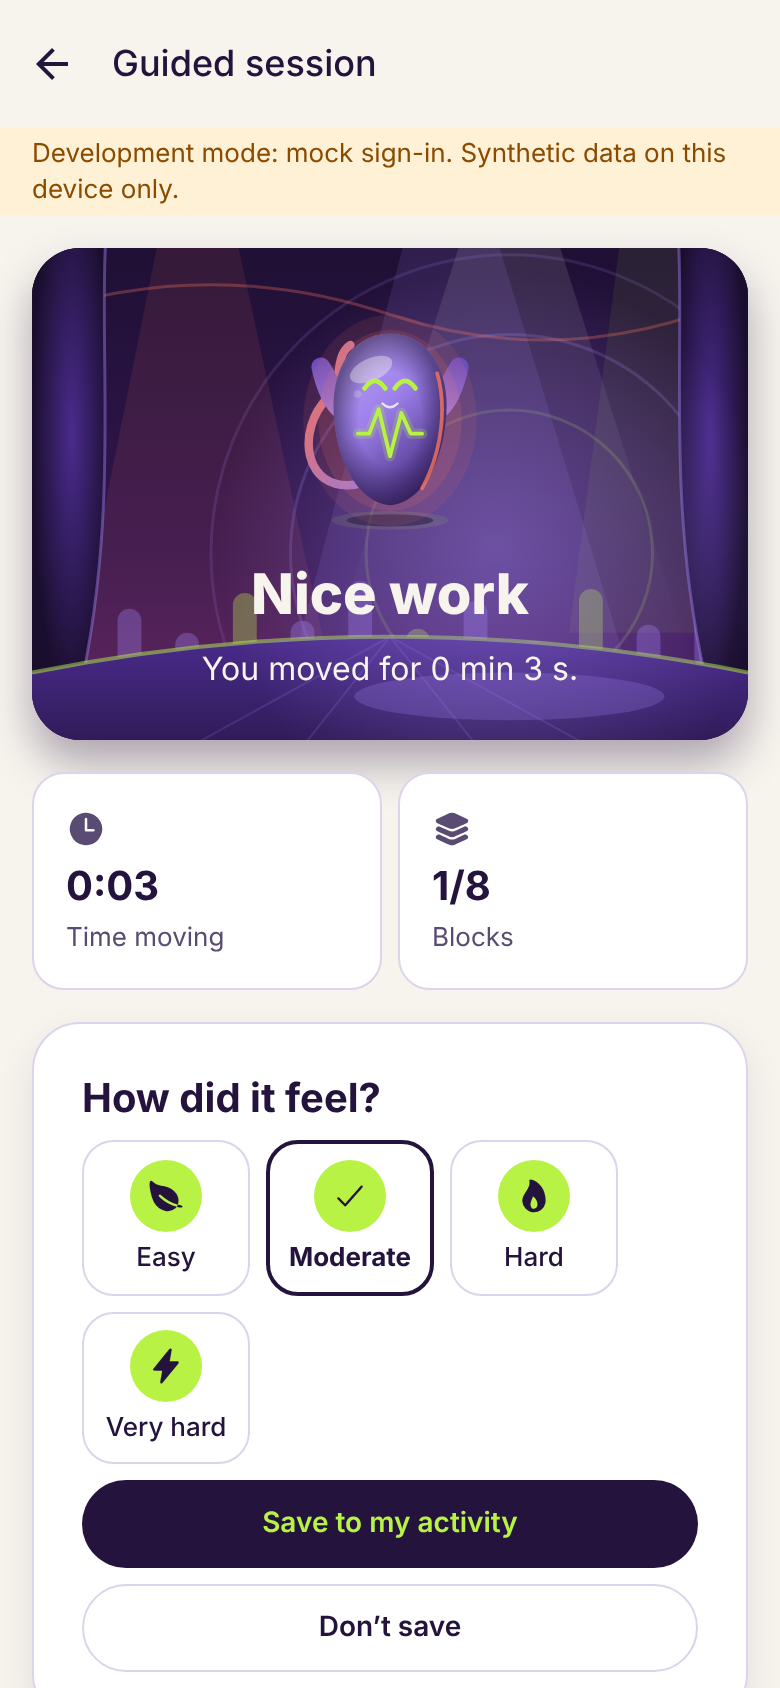 Guided session
Development mode: mock sign-in. Synthetic data on this
device only.
Nice work
You moved for 0 min 3 s.
0:03
Time moving
1/8
Blocks
How did it feel?
Easy
Moderate
Hard
Very hard
Save to my activity
Don’t save